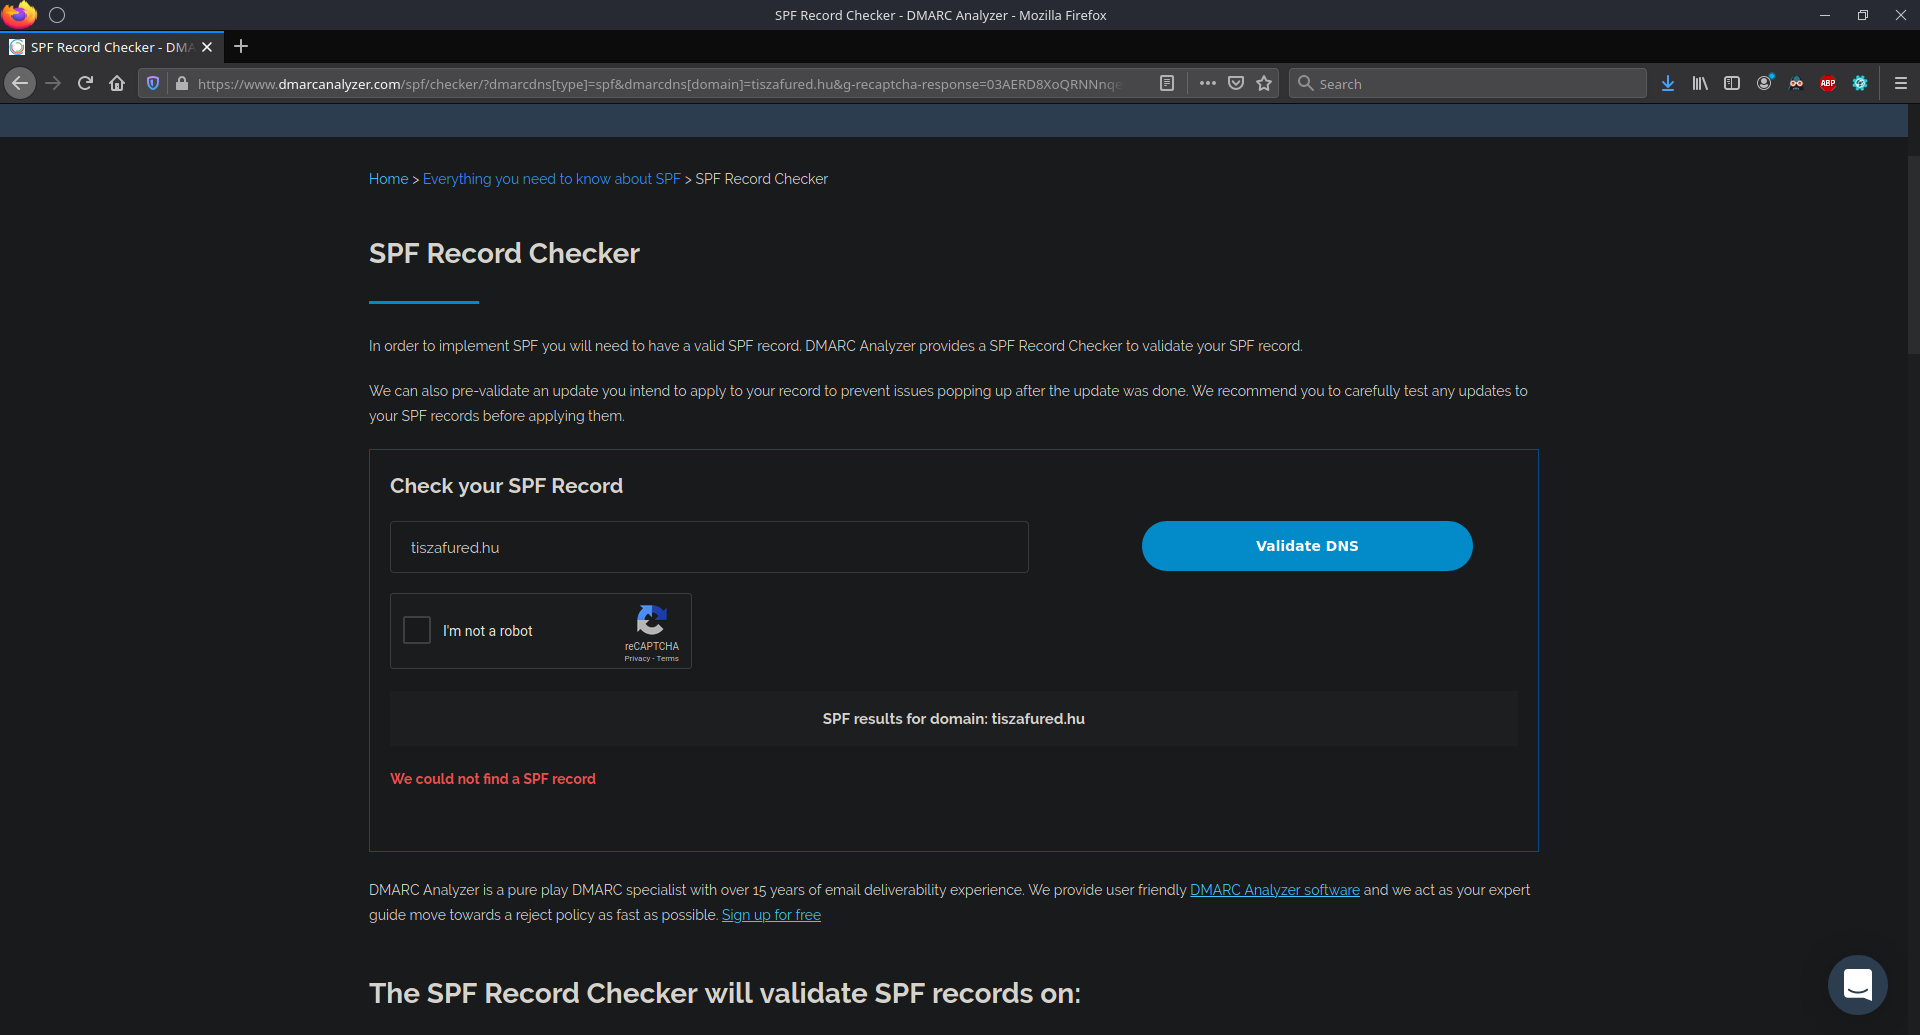 SPF Record Checker - DMARC Analyzer - Mozilla Firefox
SPF Record Checker - DMA
https://www.dmarcanalyzer.com/spf/checker/?dmarcdns[type]=spf&dmarcdns[domain]=tiszafured.hu&g-recaptcha-response=03AERD8XoQRNNnqe
Search
ABP
Home > Everything you need to know about SPF > SPF Record Checker
SPF Record Checker
In order to implement SPF you will need to have a valid SPF record. DMARC Analyzer provides a SPF Record Checker to validate your SPF record.
We can also pre-validate an update you intend to apply to your record to prevent issues popping up after the update was done. We recommend you to carefully test any updates to
your SPF records before applying them.
Check your SPF Record
tiszafured.hu
Validate DNS
I'm not a robot
reCAPTCHA
Privacy - Terms
SPF results for domain: tiszafured.hu
We could not find a SPF record
DMARC Analyzer is a pure play DMARC specialist with over 15 years of email deliverability experience. We provide user friendly DMARC Analyzer software and we act as your expert
guide move towards a reject policy as fast as possible. Sign up for free
The SPF Record Checker will validate SPF records on: